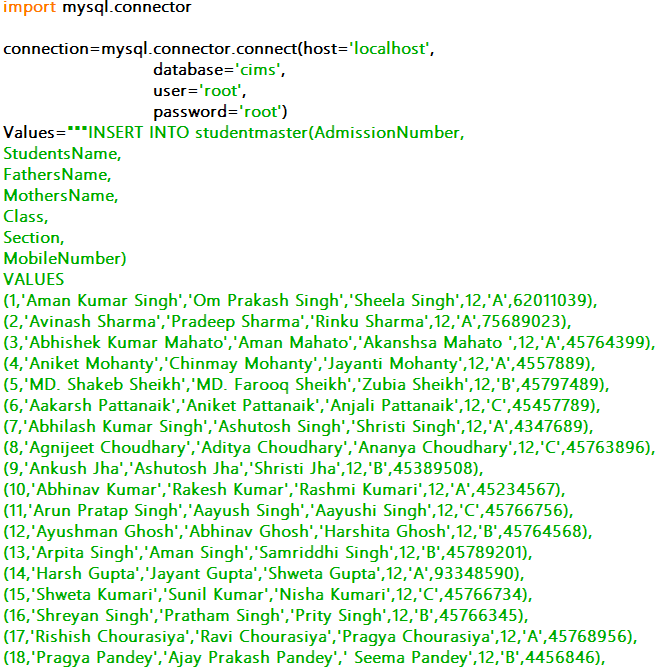 import mysql.connector
connection=mysql.connector.connect(host='localhost',
database='cims',
user='root',
password='root')
Values="""INSERT INTO studentmaster(AdmissionNumber,
StudentsName,
FathersName,
MothersName,
Class,
Section,
MobileNumber)
VALUES
(1,'Aman Kumar Singh','Om Prakash Singh','Sheela Singh',12,'A',62011039),
(2,'Avinash Sharma','Pradeep Sharma','Rinku Sharma',12,'A',75689023),
(3,'Abhishek Kumar Mahato','Aman Mahato','Akanshsa Mahato ',12,'A',45764399),
(4,'Aniket Mohanty','Chinmay Mohanty','Jayanti Mohanty',12,'A',4557889),
(5,'MD. Shakeb Sheikh','MD. Farooq Sheikh','Zubia Sheikh',12,'B',45797489),
(6,'Aakarsh Pattanaik','Aniket Pattanaik','Anjali Pattanaik',12,'C',45457789),
(7,'Abhilash Kumar Singh','Ashutosh Singh','Shristi Singh',12,'A',4347689),
(8,'Agnijeet Choudhary','Aditya Choudhary','Ananya Choudhary',12,'C',45763896),
(9,'Ankush Jha','Ashutosh Jha','Shristi Jha',12,'B',45389508),
(10,'Abhinav Kumar','Rakesh Kumar','Rashmi Kumari',12,'A',45234567),
(11,'Arun Pratap Singh','Aayush Singh','Aayushi Singh',12,'C',45766756),
(12,'Ayushman Ghosh','Abhinav Ghosh','Harshita Ghosh',12,'B',45764568),
(13,'Arpita Singh','Aman Singh','Samriddhi Singh',12,'B',45789201),
(14,'Harsh Gupta','Jayant Gupta','Shweta Gupta',12,'A',93348590),
(15,'Shweta Kumari','Sunil Kumar','Nisha Kumari',12,'C',45766734),
(16,'Shreyan Singh','Pratham Singh','Prity Singh',12,'B',45766345),
(17,'Rishish Chourasiya','Ravi Chourasiya','Pragya Chourasiya',12,'A',45768956),
(18,'Pragya Pandey','Ajay Prakash Pandey',' Seema Pandey',12,'B',4456846),